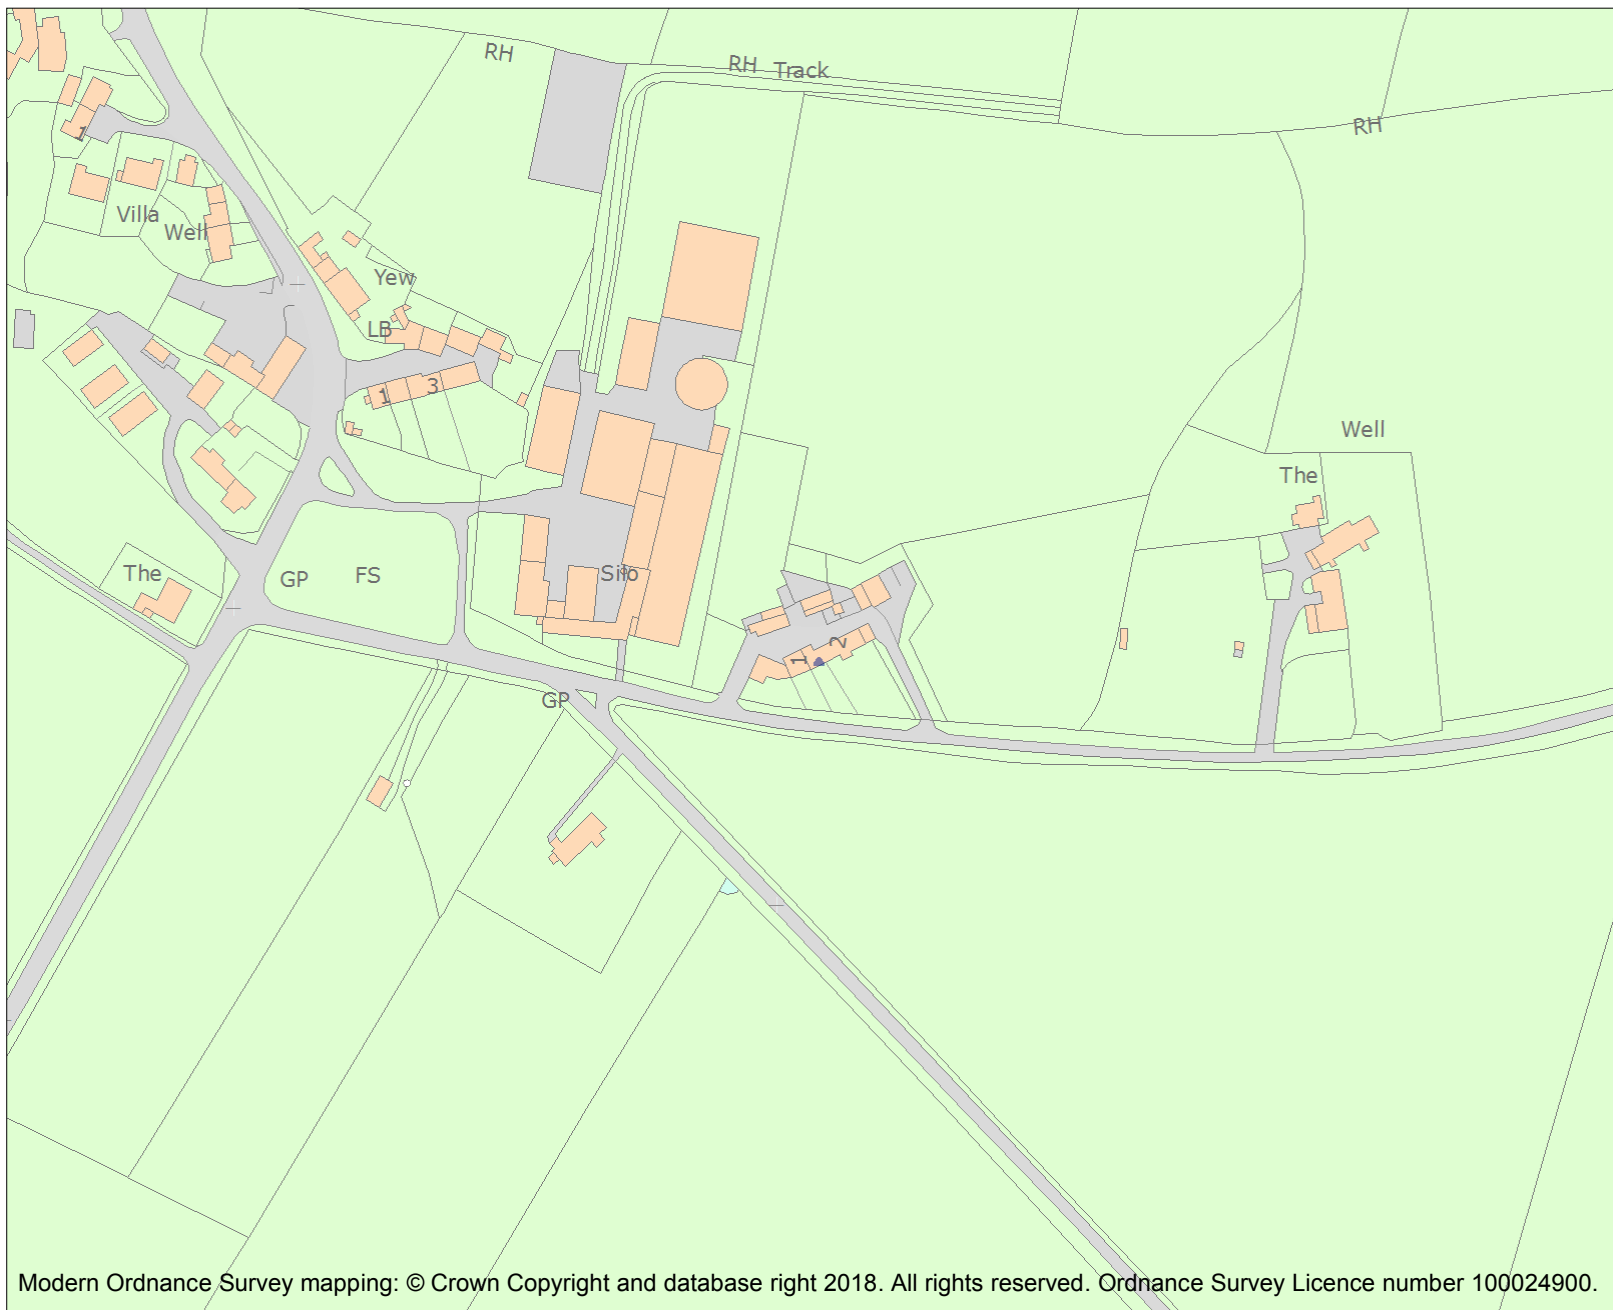 RH
RH Track
RH
1
Villa
Well
Yew
LB
1
3
Well
The
The
GP
FS
Silo
2
1
GP
Modern Ordnance Survey mapping: © Crown Copyright and database right 2018. All rights reserved. Ordnance Survey Licence number 100024900.